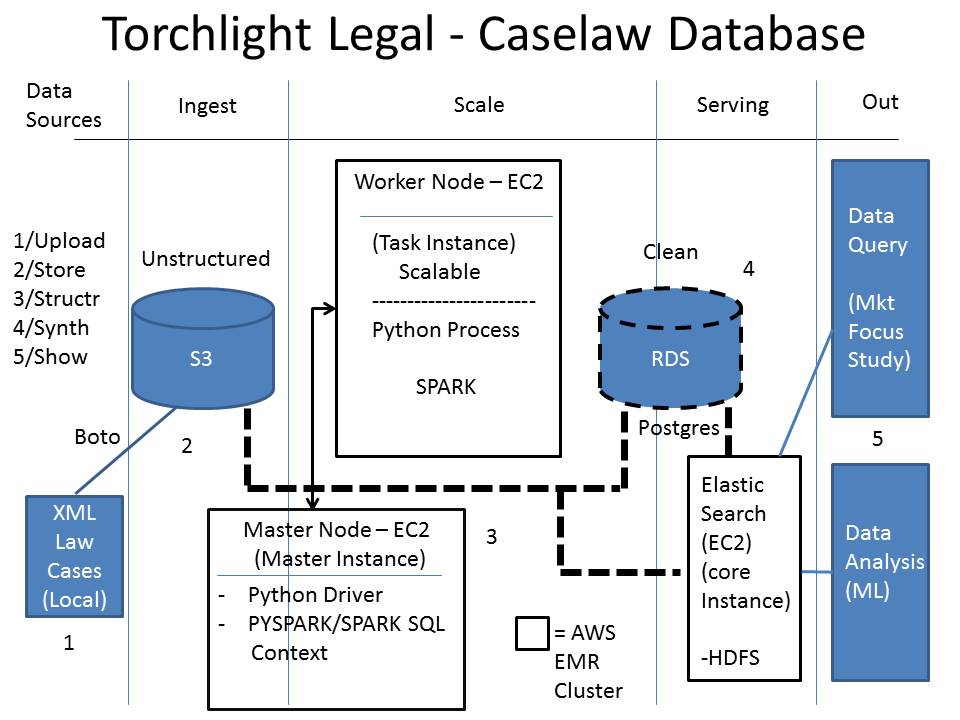 Torchlight Legal - Caselaw Database
Data
Sources
Ingest
Scale
Serving
Out
1/Upload
2/Store
3/Structr
4/Synth
5/Show
Unstructured
S3
Boto
2
XML
Law
Cases
(Local)
1
Worker Node – EC2
(Task Instance)
Scalable
------------------------
Python Process
SPARK
Master Node – EC2
(Master Instance)
- Python Driver
- PYSPARK/SPARK SQL
Context
3
= AWS
EMR
Cluster
Clean
4
RDS
Postgres
Elastic
Search
(EC2)
(core
Instance)
-HDFS
Data
Query
(Mkt
Focus
Study)
5
Data
Analysis
(ML)